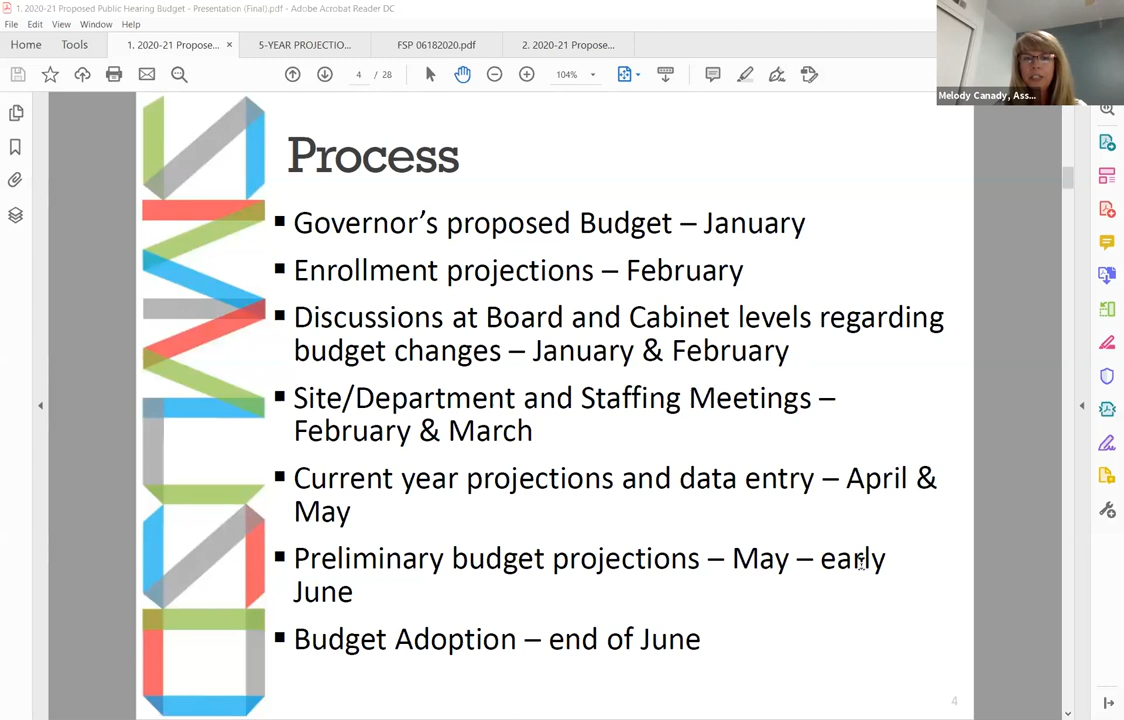 1. 2020-21 Proposed Public Hearing Budget - Presentation (Final).pdf - Adobe Acrobat Reader DC
File Edit View Window Help
Home Tools 1. 2020-21 Propose... × 5-YEAR PROJECTIO... FSP 06182020.pdf 2. 2020-21 Propose...
4 / 28 104%
Melody Canady, Ass...
Process
▪ Governor's proposed Budget – January
▪ Enrollment projections – February
▪ Discussions at Board and Cabinet levels regarding
budget changes – January & February
▪ Site/Department and Staffing Meetings –
February & March
▪ Current year projections and data entry – April &
May
▪ Preliminary budget projections – May – early
June
▪ Budget Adoption – end of June
4